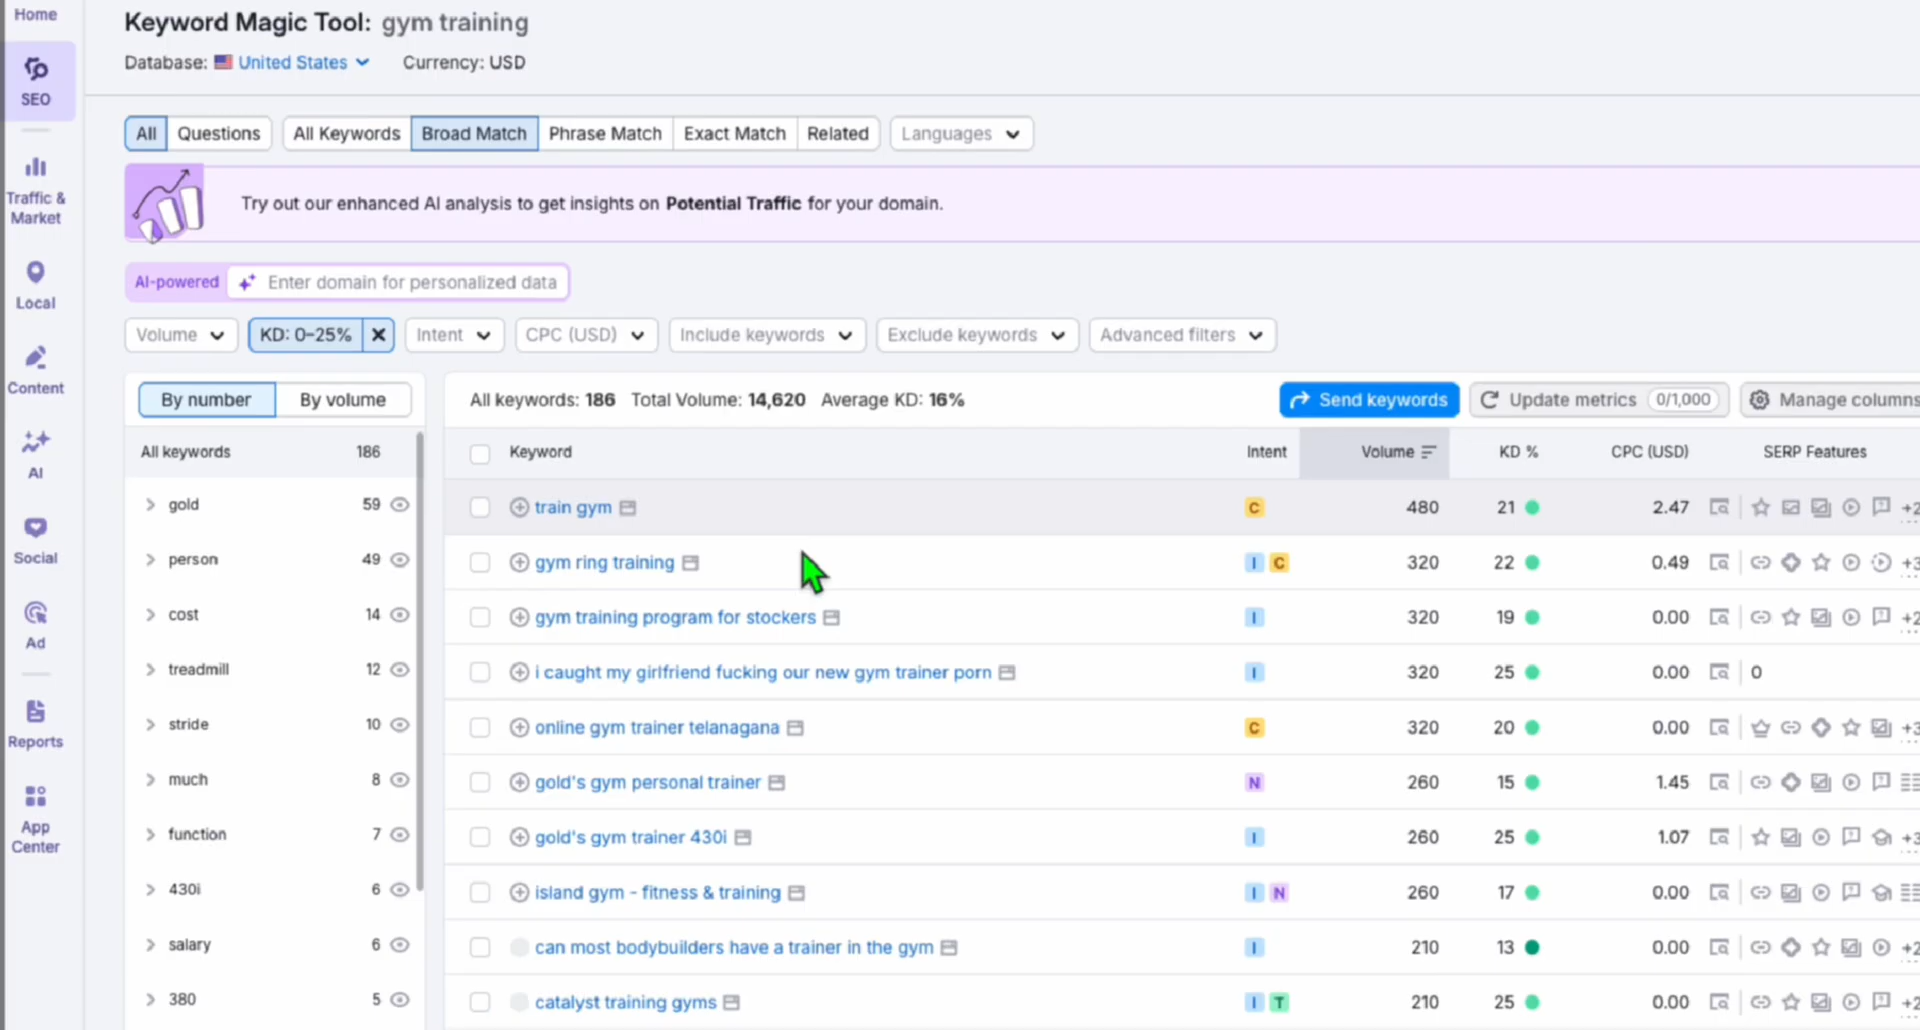 Home
SEO
Traffic &
Market
Local
Content
AI
Social
Ad
Reports
App
Center
Keyword Magic Tool: gym training
Database: United States Currency: USD
All Questions All Keywords Broad Match Phrase Match Exact Match Related Languages
Try out our enhanced AI analysis to get insights on Potential Traffic for your domain.
AI-powered Enter domain for personalized data
Volume KD: 0–25% Intent CPC (USD) Include keywords Exclude keywords Advanced filters
By number By volume
All keywords 186
gold 59
person 49
cost 14
treadmill 12
stride 10
much 8
function 7
430i 6
salary 6
380 5
All keywords: 186 Total Volume: 14,620 Average KD: 16% Send keywords Update metrics 0/1,000 Manage columns
Keyword Intent Volume KD % CPC (USD) SERP Features
train gym C 480 21 2.47 +2
gym ring training I C 320 22 0.49 +3
gym training program for stockers I 320 19 0.00 +2
i caught my girlfriend fucking our new gym trainer porn I 320 25 0.00 0
online gym trainer telanagana C 320 20 0.00 +3
gold's gym personal trainer N 260 15 1.45
gold's gym trainer 430i I 260 25 1.07 +3
island gym - fitness & training I N 260 17 0.00
can most bodybuilders have a trainer in the gym I 210 13 0.00 +2
catalyst training gyms I T 210 25 0.00 +2